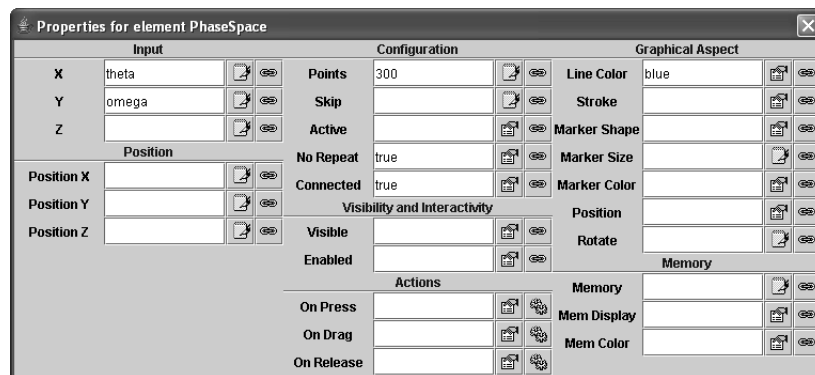 Properties for element PhaseSpace
Input
X theta
Y omega
Z
Position
Position X
Position Y
Position Z
Configuration
Points 300
Skip
Active
No Repeat true
Connected true
Visibility and Interactivity
Visible
Enabled
Actions
On Press
On Drag
On Release
Graphical Aspect
Line Color blue
Stroke
Marker Shape
Marker Size
Marker Color
Position
Rotate
Memory
Memory
Mem Display
Mem Color